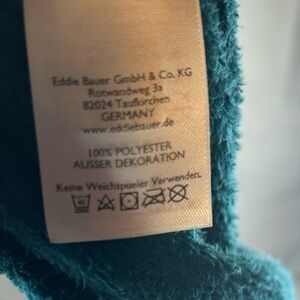 Eddie Bauer GmbH & Co. KG
Rotwandweg 3a
82024 Taufkirchen
GERMANY
www.eddiebauer.de
100% POLYESTER
AUSSER DEKORATION
Keine Weichspueler Verwenden.
40